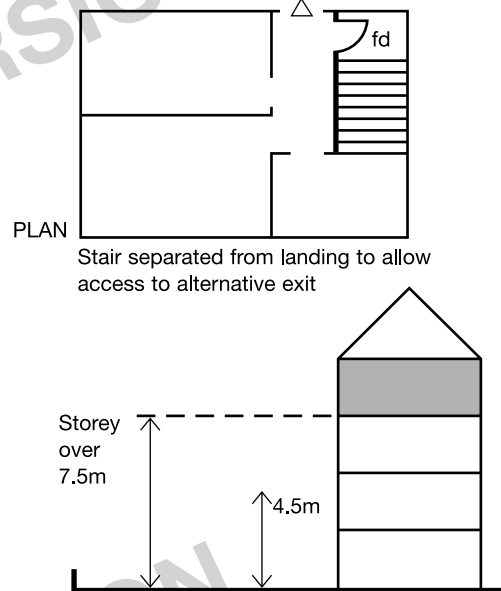 fd
PLAN
Stair separated from landing to allow
access to alternative exit
Storey
over
7.5m
4.5m